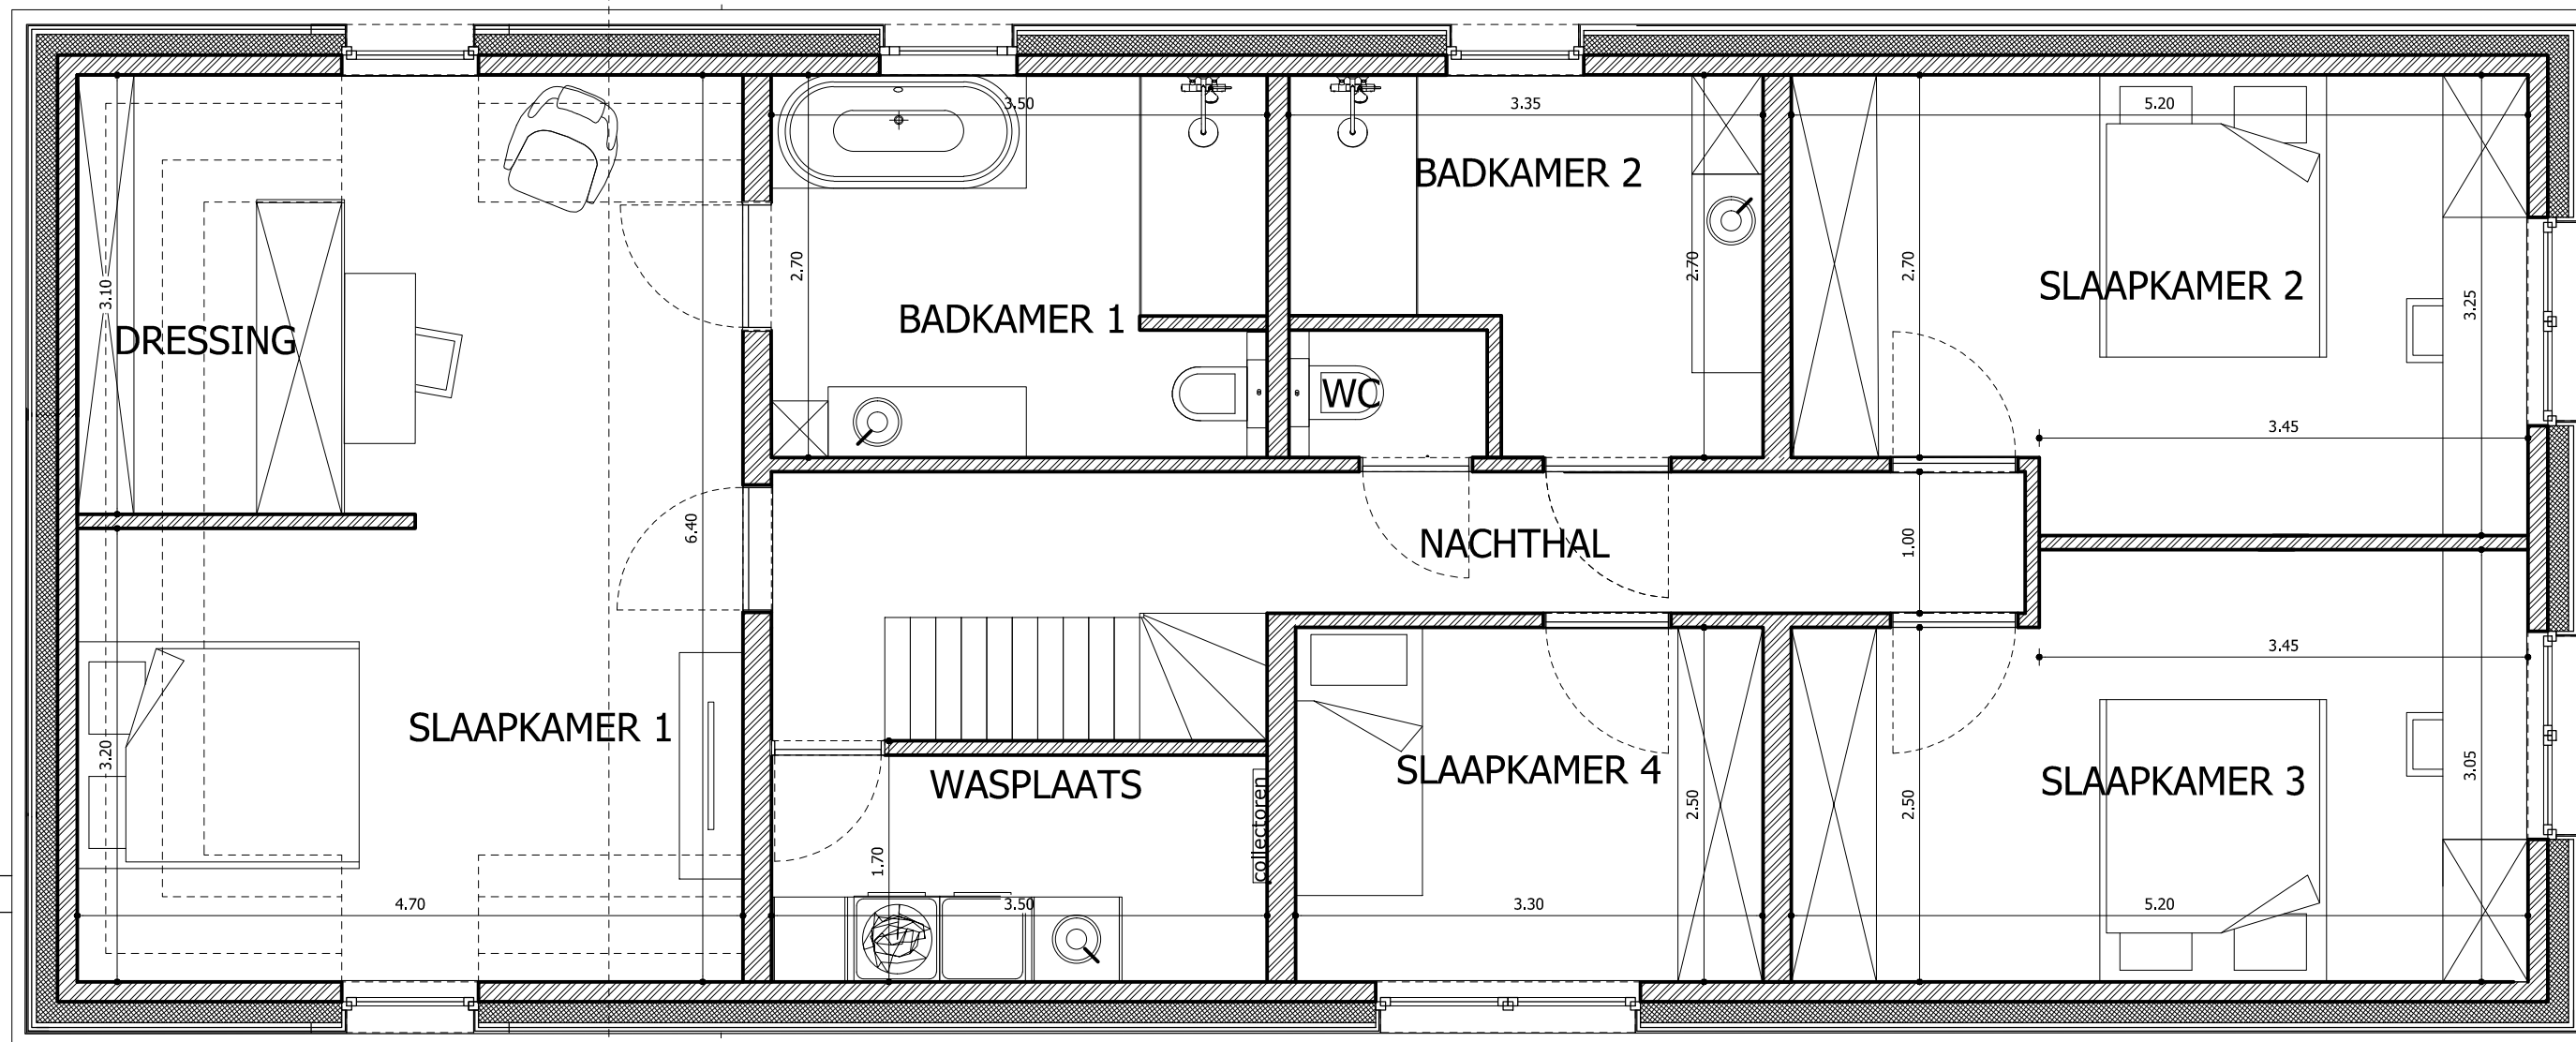 3.50
3.35
5.20
BADKAMER 2
2.70
2.70
2.70
3.10
SLAAPKAMER 2
3.25
BADKAMER 1
DRESSING
WC
3.45
6.40
NACHTHAL
1.00
3.45
SLAAPKAMER 1
3.20
WASPLAATS
SLAAPKAMER 4
SLAAPKAMER 3
3.05
collectoren
2.50
2.50
1.70
4.70
3.50
3.30
5.20